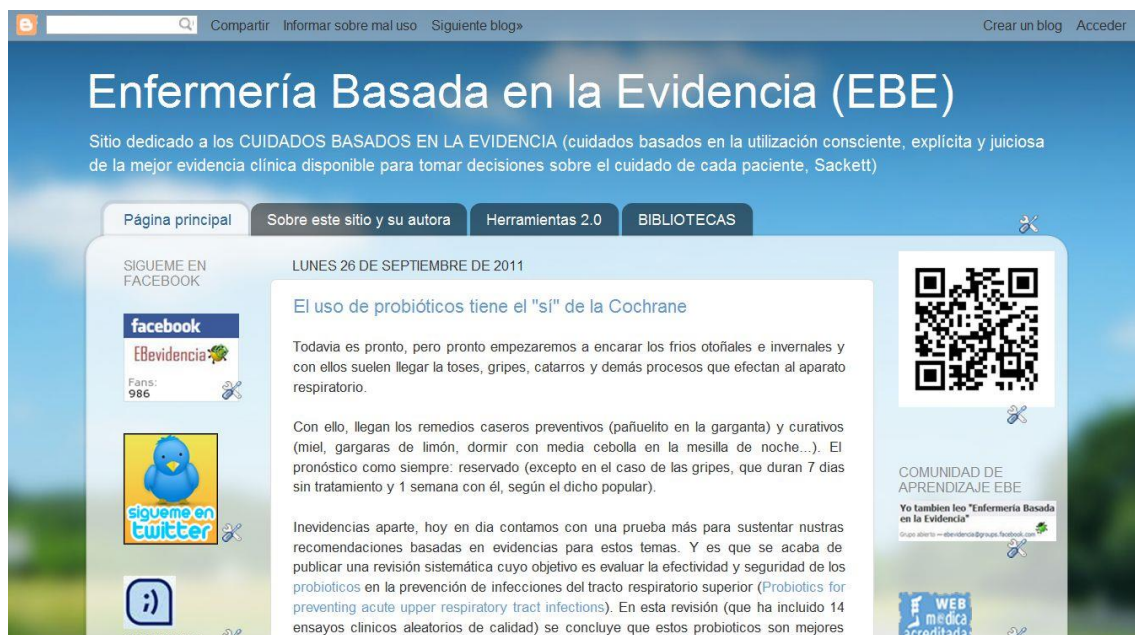 Compartir Informar sobre mal uso Siguiente blog»
Crear un blog Acceder
Enfermería Basada en la Evidencia (EBE)
Sitio dedicado a los CUIDADOS BASADOS EN LA EVIDENCIA (cuidados basados en la utilización consciente, explícita y juiciosa
de la mejor evidencia clínica disponible para tomar decisiones sobre el cuidado de cada paciente, Sackett)
Página principal
Sobre este sitio y su autora
Herramientas 2.0
BIBLIOTECAS
SIGUEME EN
FACEBOOK
facebook
EBevidencia
Fans:
986
sigueme en
twitter
;)
LUNES 26 DE SEPTIEMBRE DE 2011
El uso de probióticos tiene el "sí" de la Cochrane
Todavia es pronto, pero pronto empezaremos a encarar los frios otoñales e invernales y
con ellos suelen llegar la toses, gripes, catarros y demás procesos que efectan al aparato
respiratorio.
Con ello, llegan los remedios caseros preventivos (pañuelito en la garganta) y curativos
(miel, gargaras de limón, dormir con media cebolla en la mesilla de noche...). El
pronóstico como siempre: reservado (excepto en el caso de las gripes, que duran 7 dias
sin tratamiento y 1 semana con él, según el dicho popular).
Inevidencias aparte, hoy en dia contamos con una prueba más para sustentar nustras
recomendaciones basadas en evidencias para estos temas. Y es que se acaba de
publicar una revisión sistemática cuyo objetivo es evaluar la efectividad y seguridad de los
probioticos en la prevención de infecciones del tracto respiratorio superior (Probiotics for
preventing acute upper respiratory tract infections). En esta revisión (que ha incluido 14
ensayos clinicos aleatorios de calidad) se concluye que estos probioticos son mejores
COMUNIDAD DE
APRENDIZAJE EBE
Yo tambien leo "Enfermería Basada
en la Evidencia"
Grupo abierto — ebevidencia@groups.facebook.com
WEB
medica
acreditada